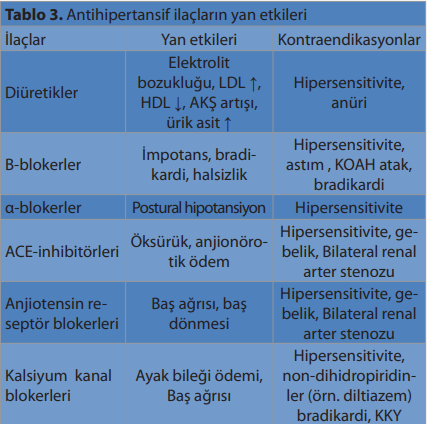 Tablo 3. Antihipertansif ilaçların yan etkileri
İlaçlar Yan etkileri Kontraendikasyonlar
Diüretikler
Elektrolit
bozukluğu, LDL ↑,
HDL ↓, AKŞ artışı,
ürik asit ↑
Hipersensitivite,
anüri
B-blokerler
İmpotans, bradi-
kardi, halsizlik
Hipersensitivite,
astım , KOAH atak,
bradikardi
α-blokerler
Postural hipotansiyon
Hipersensitivite
ACE-inhibitörleri
Öksürük, anjionöro-
tik ödem
Hipersensitivite, ge-
belik, Bilateral renal
arter stenozu
Anjiotensin re-
septör blokerleri
Baş ağrısı, baş
dönmesi
Hipersensitivite, ge-
belik, Bilateral renal
arter stenozu
Kalsiyum kanal
blokerleri
Ayak bileği ödemi,
Baş ağrısı
Hipersensitivite,
non-dihidropiridin-
ler (örn. diltiazem)
bradikardi, KKY